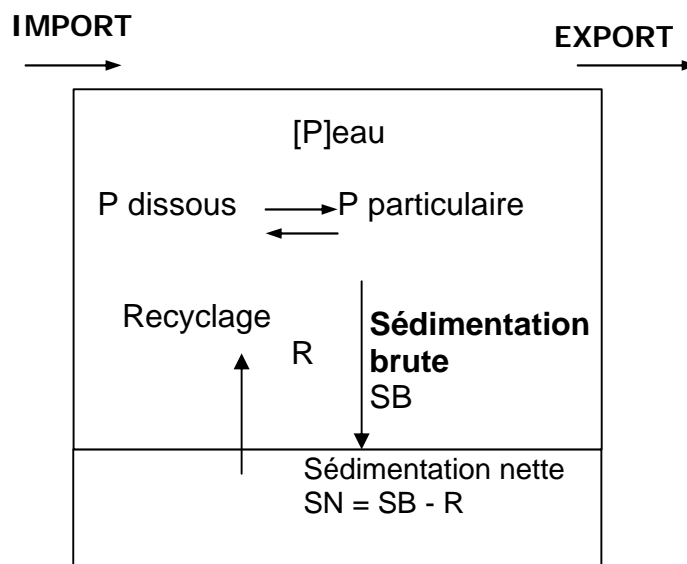 IMPORT
EXPORT
[P]eau
P dissous
P particulaire
Recyclage
R
Sédimentation
brute
SB
Sédimentation nette
SN = SB - R